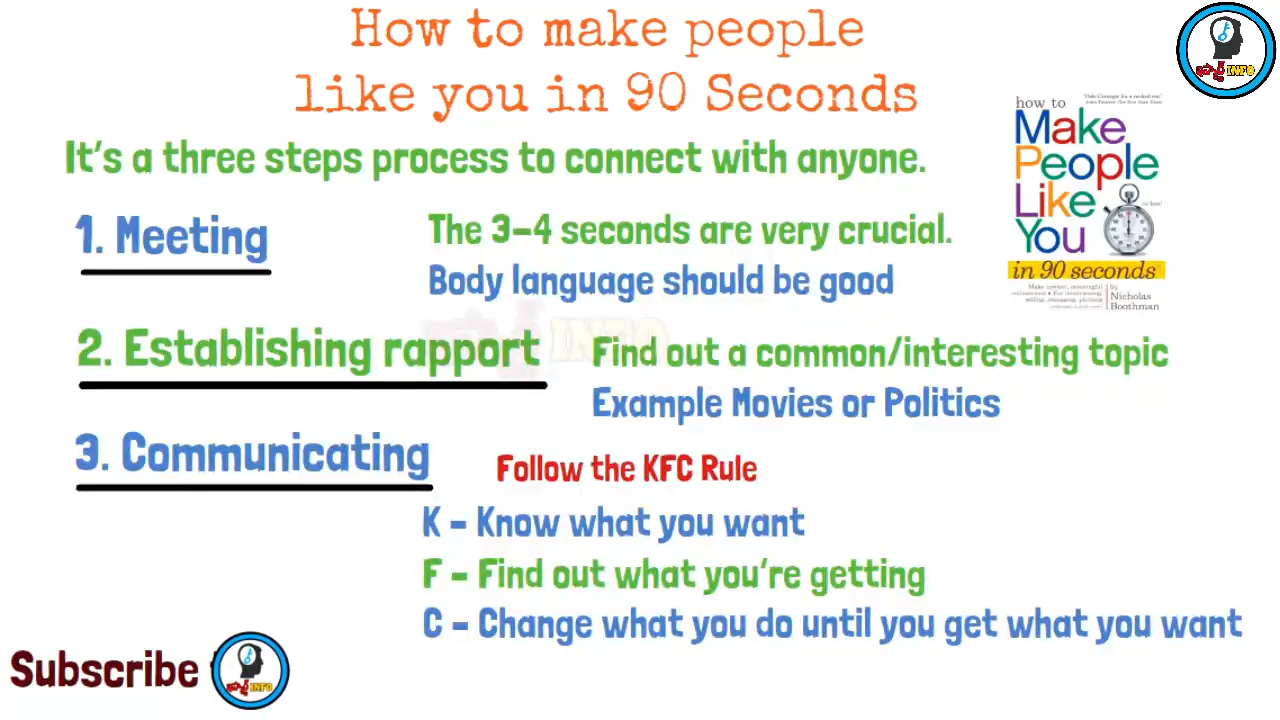 How to make people
like you in 90 Seconds
It's a three steps process to connect with anyone.
how to
Make
People
Like
You
in 90 seconds
by
Nicholas
Boothman
1. Meeting
The 3-4 seconds are very crucial.
Body language should be good
2. Establishing rapport
Find out a common/interesting topic
Example Movies or Politics
INFO
3. Communicating
Follow the KFC Rule
K - Know what you want
F - Find out what you're getting
C - Change what you do until you get what you want
Subscribe
INFO
INFO